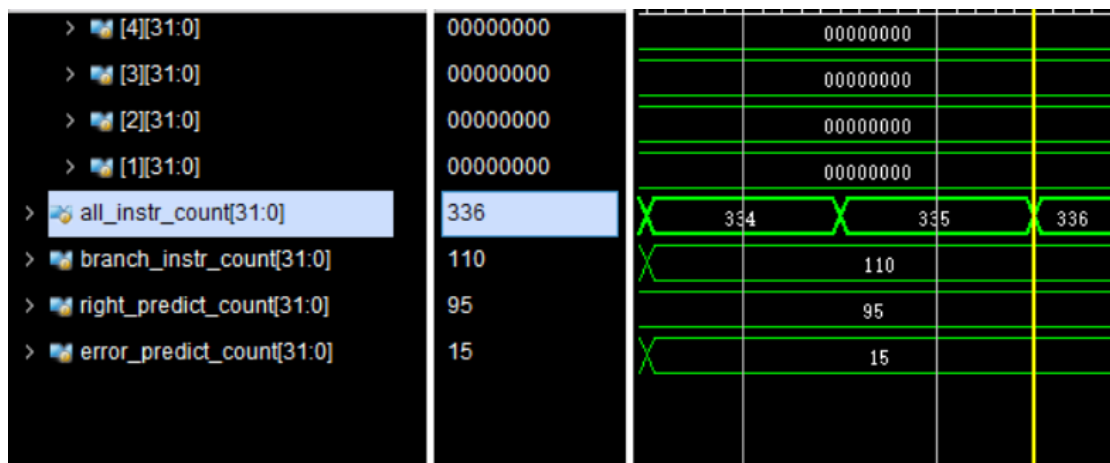 [4][31:0] 00000000 00000000
[3][31:0] 00000000 00000000
[2][31:0] 00000000 00000000
[1][31:0] 00000000 00000000
all_instr_count[31:0] 336 334 335 336
branch_instr_count[31:0] 110 110
right_predict_count[31:0] 95 95
error_predict_count[31:0] 15 15